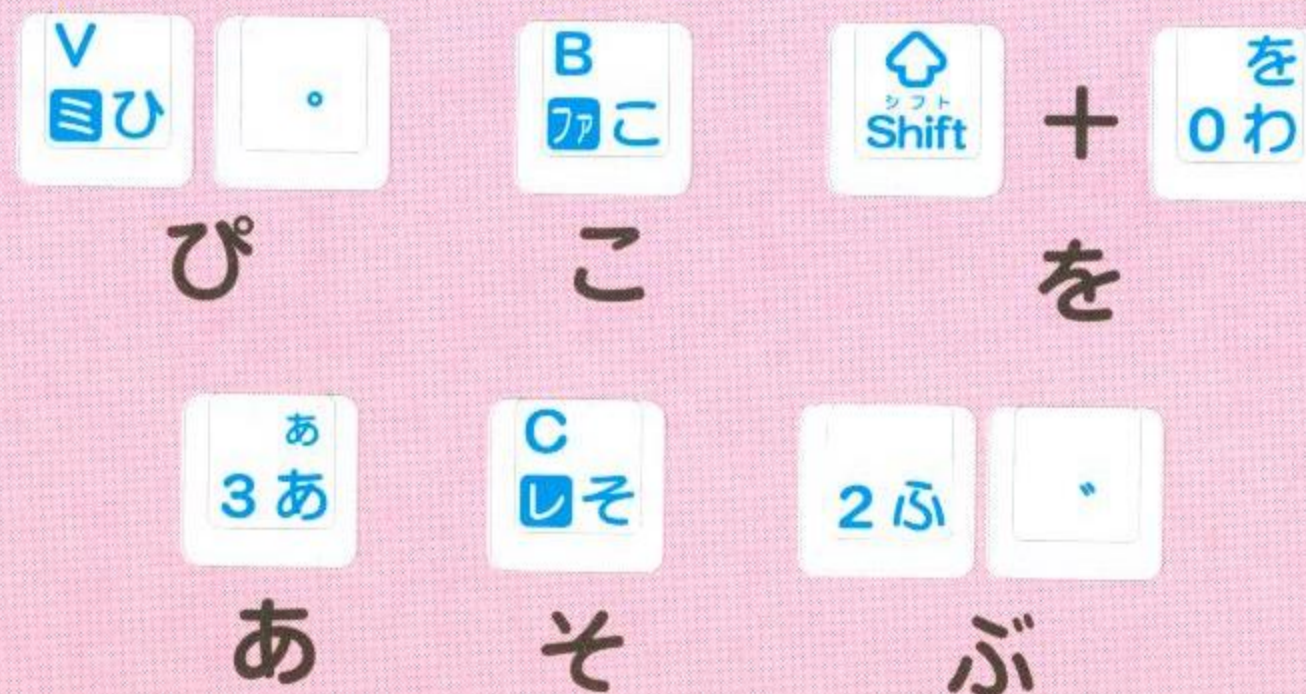 V
ミ ひ °
B
ファ こ
シフト
Shift
+
を
0 わ
ぴ こ を
ぁ
3 あ
C
レ そ
2 ふ ゛
あ そ ぶ